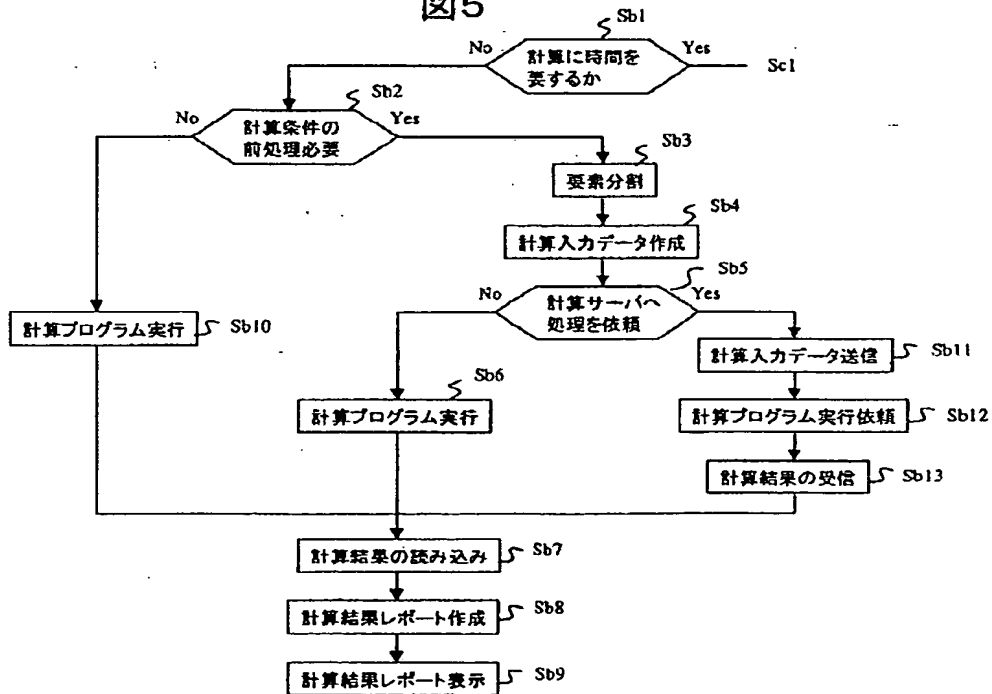 図5
Sb1
No
計算に時間を
要するか
Yes
Sc1
Sb2
No
計算条件の
前処理必要
Yes
Sb3
要素分割
Sb4
計算入力データ作成
Sb5
No
計算サーバへ
処理を依頼
Yes
計算プログラム実行
Sb10
計算入力データ送信
Sb11
Sb6
計算プログラム実行
計算プログラム実行依頼
Sb12
計算結果の受信
Sb13
計算結果の読み込み
Sb7
計算結果レポート作成
Sb8
計算結果レポート表示
Sb9